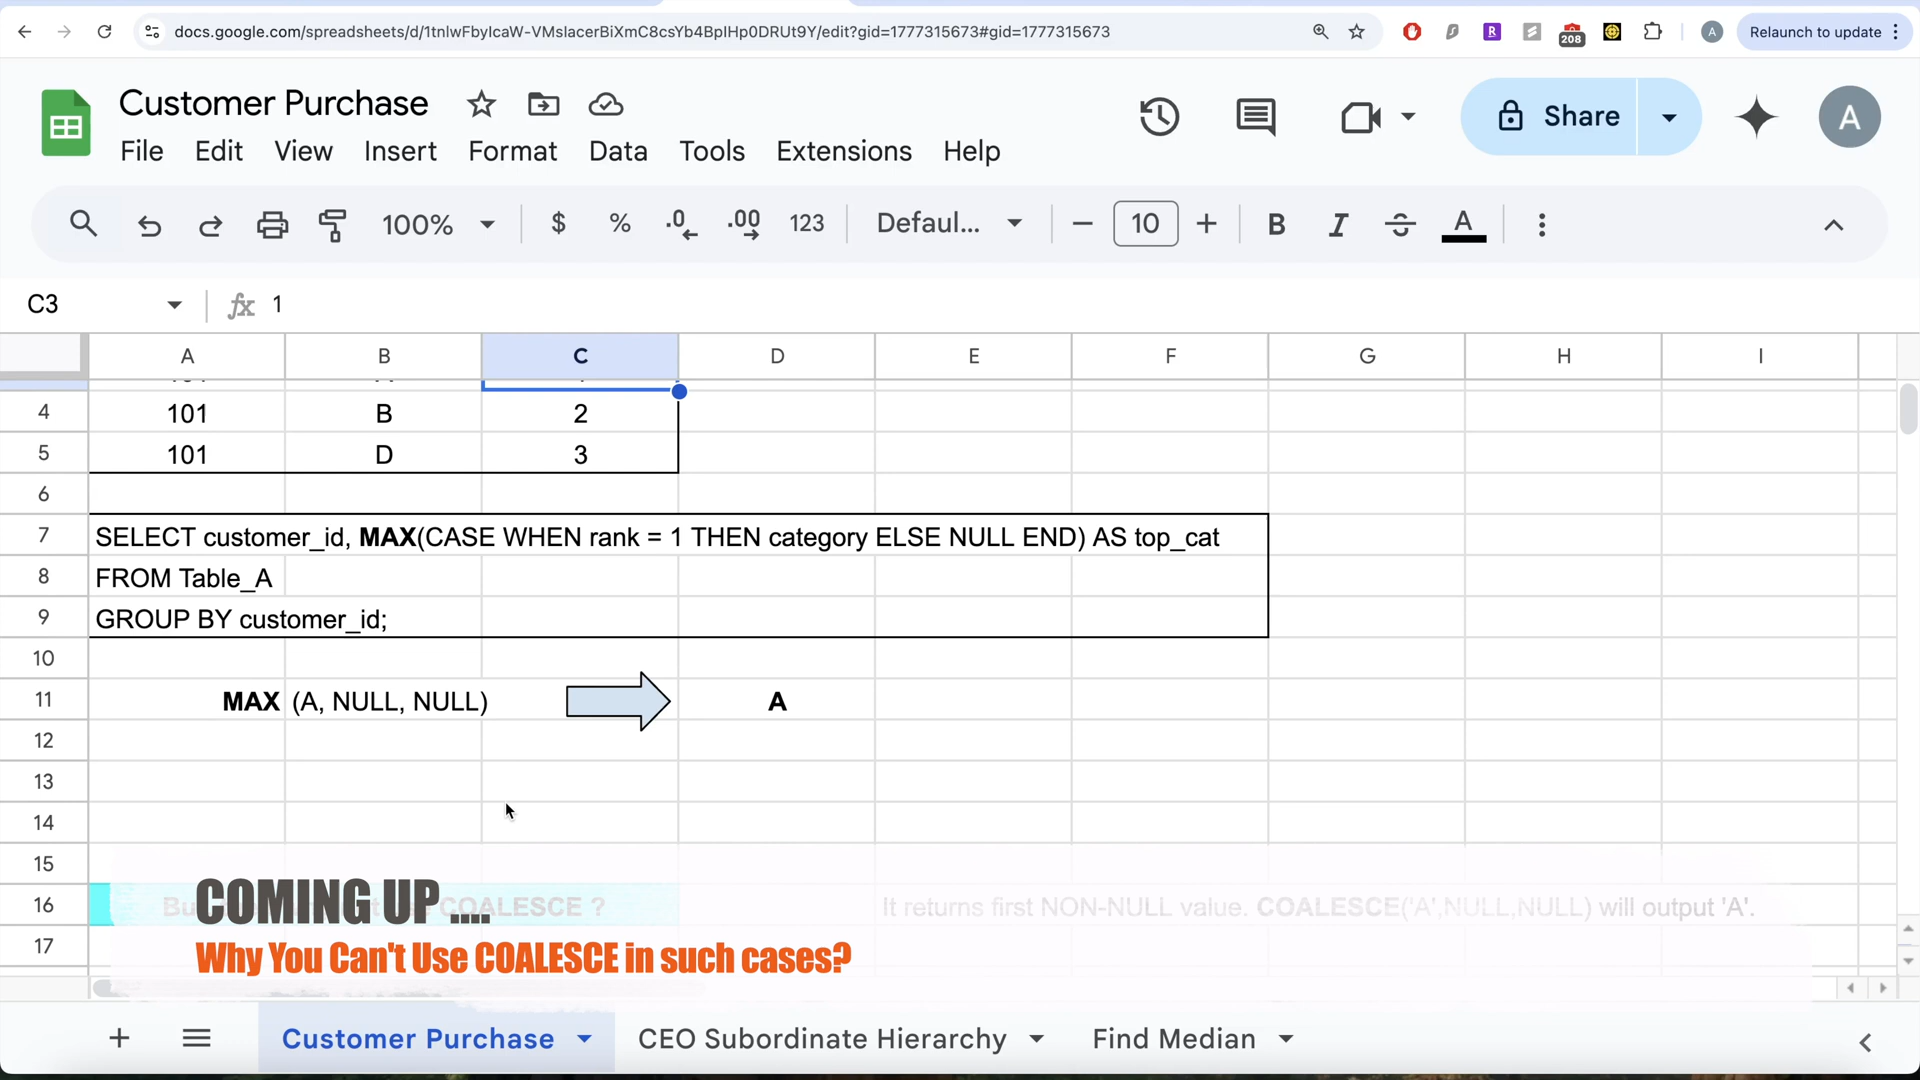 docs.google.com/spreadsheets/d/1tnlwFbyIcaW-VMslacerBiXmC8csYb4BpIHp0DRUt9Y/edit?gid=1777315673#gid=1777315673
R
208
A
Relaunch to update
Customer Purchase
File Edit View Insert Format Data Tools Extensions Help
Share
A
100% $ % .0 .00 123 Defaul... 10 B I S A
C3 fx 1
A B C D E F G H I
4 101 B 2
5 101 D 3
6
7 SELECT customer_id, MAX(CASE WHEN rank = 1 THEN category ELSE NULL END) AS top_cat
8 FROM Table_A
9 GROUP BY customer_id;
10
11 MAX (A, NULL, NULL) A
12
13
14
15
16 COALESCE ? It returns first NON-NULL value. COALESCE('A',NULL,NULL) will output 'A'.
COMING UP ....
17
Why You Can't Use COALESCE in such cases?
Customer Purchase CEO Subordinate Hierarchy Find Median